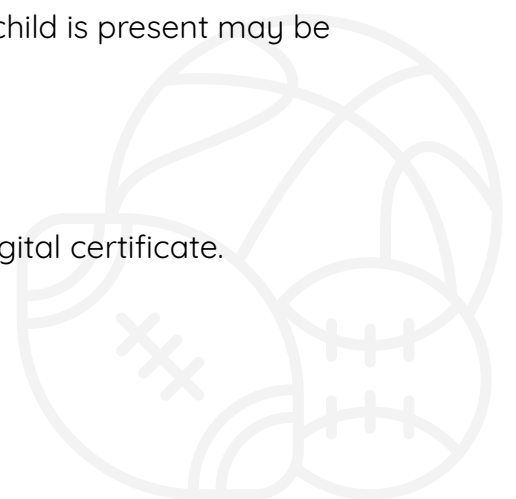 child is present may be
gital certificate.